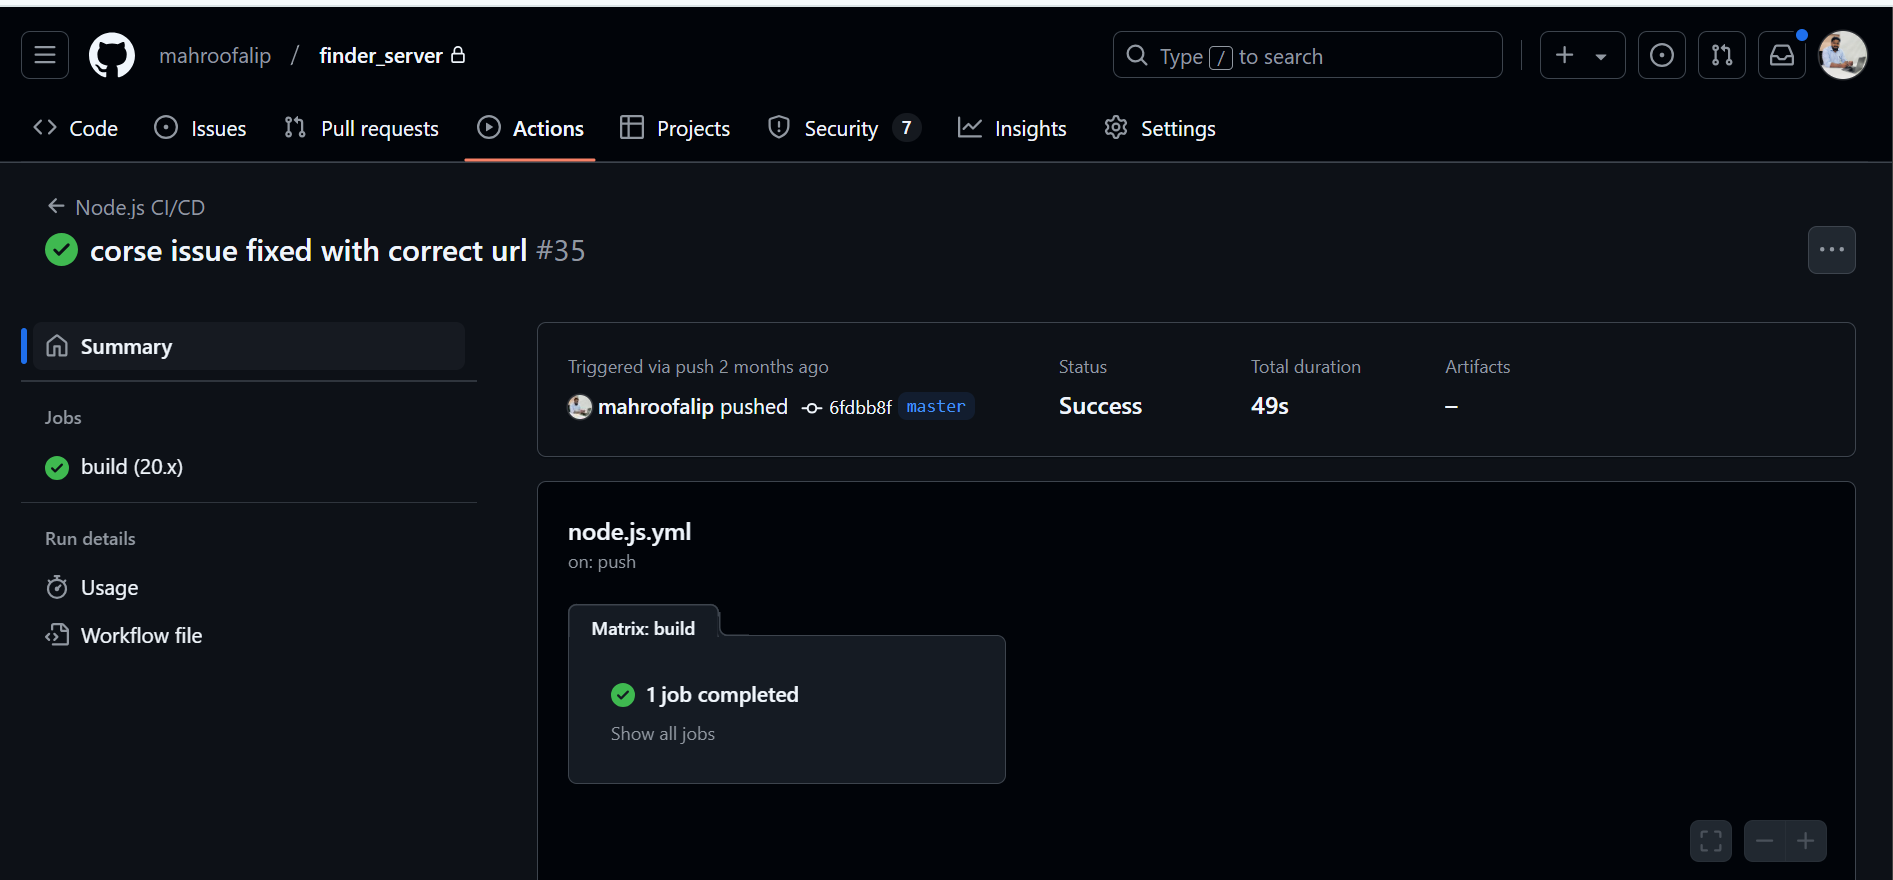 mahroofalip / finder_server
Type / to search
Code
Issues
Pull requests
Actions
Projects
Security 7
Insights
Settings
Node.js CI/CD
corse issue fixed with correct url #35
Summary
Jobs
build (20.x)
Run details
Usage
Workflow file
Triggered via push 2 months ago
mahroofalip pushed 6fdbb8f master
Status
Success
Total duration
49s
Artifacts
–
node.js.yml
on: push
Matrix: build
1 job completed
Show all jobs